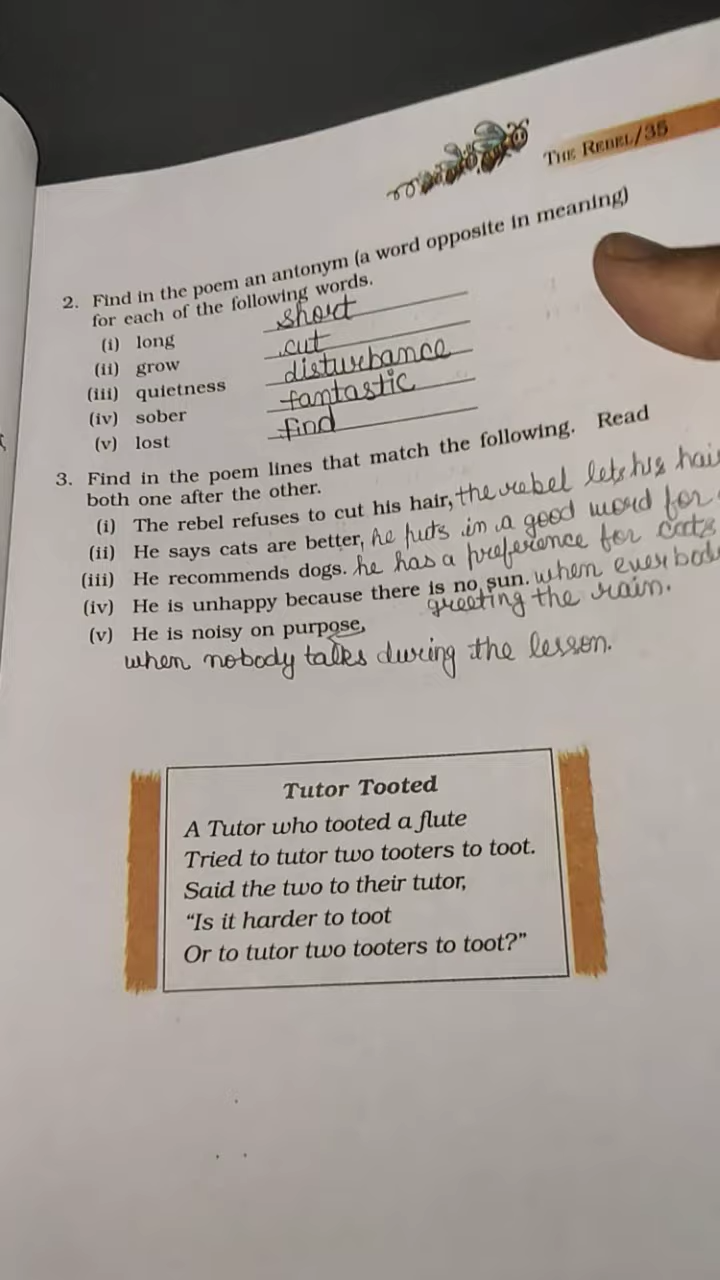 THE REBEL/35
2. Find in the poem an antonym (a word opposite in meaning)
for each of the following words.
(i) long short
(ii) grow cut
(iii) quietness disturbance
(iv) sober fantastic
(v) lost find
3. Find in the poem lines that match the following. Read
both one after the other.
(i) The rebel refuses to cut his hair, the rebel lets his hair
(ii) He says cats are better, he puts in a good word for
(iii) He recommends dogs. he has a preference for cats
(iv) He is unhappy because there is no sun. when everbody
greeting the rain.
(v) He is noisy on purpose,
when nobody talks during the lesson.
Tutor Tooted
A Tutor who tooted a flute
Tried to tutor two tooters to toot.
Said the two to their tutor,
“Is it harder to toot
Or to tutor two tooters to toot?”